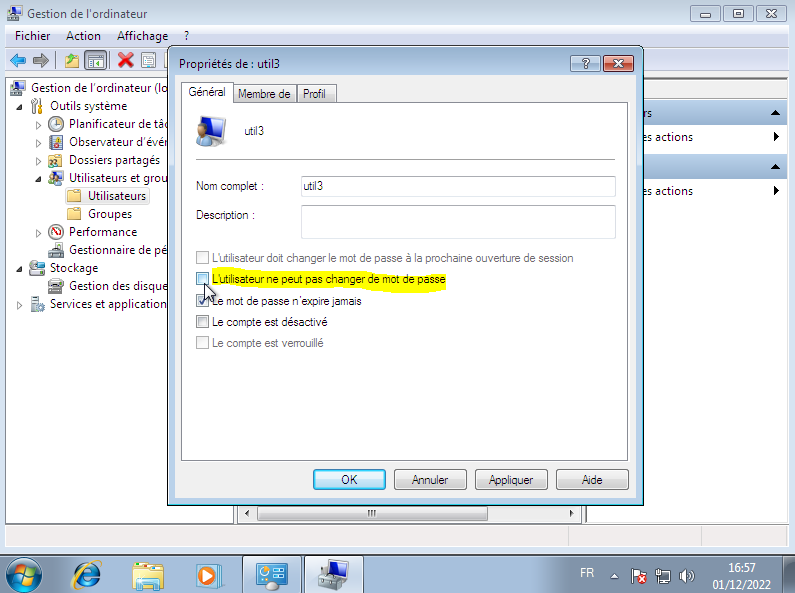 Gestion de l'ordinateur
Fichier Action Affichage ?
Propriétés de : util3
?
Général Membre de Profil
util3
Nom complet : util3
Description :
L'utilisateur doit changer le mot de passe à la prochaine ouverture de session
L'utilisateur ne peut pas changer de mot de passe
Le mot de passe n'expire jamais
Le compte est désactivé
Le compte est verrouillé
OK Annuler Appliquer Aide
Gestion de l'ordinateur (lo
Outils système
Planificateur de tâc
Observateur d'évér
Dossiers partagés
Utilisateurs et grou
Utilisateurs
Groupes
Performance
Gestionnaire de pé
Stockage
Gestion des disque
Services et application
rs
es actions
es actions
FR
16:57
01/12/2022